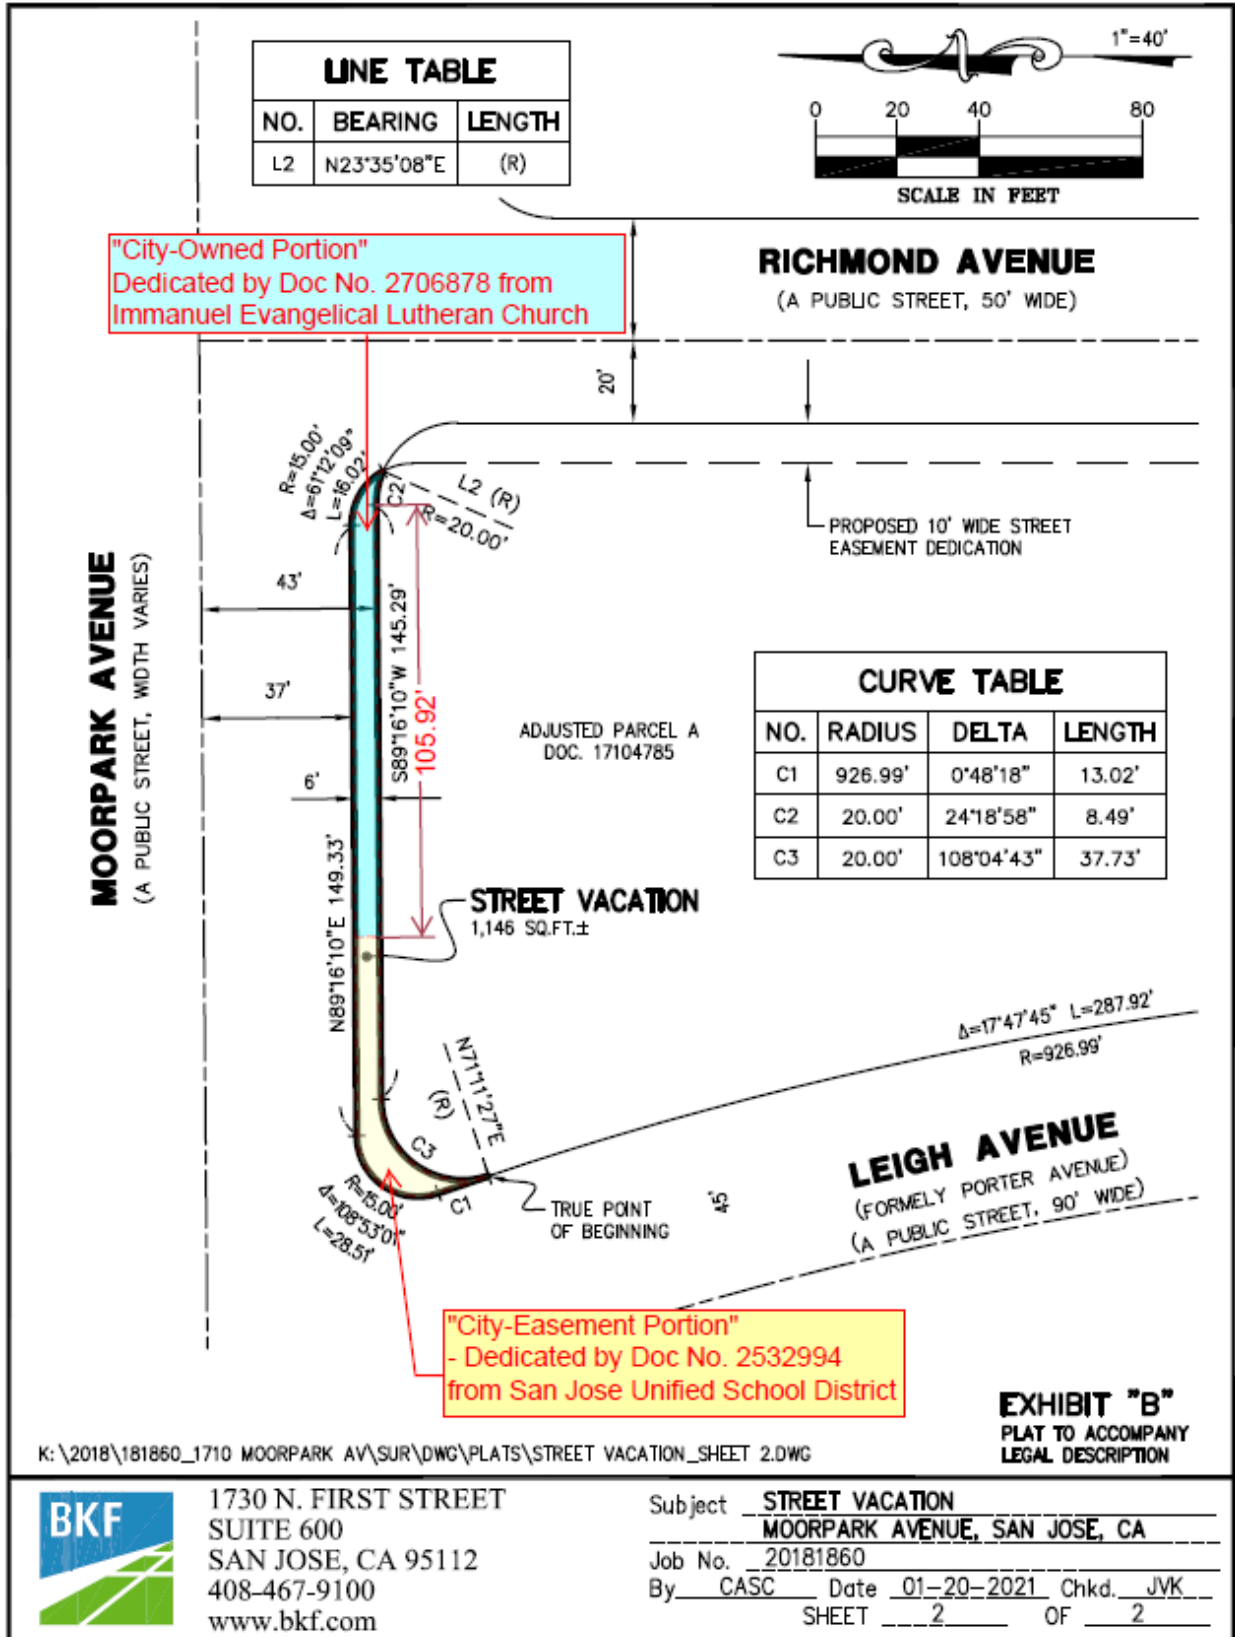 LINE TABLE
NO. BEARING LENGTH
L2 N23°35'08"E (R)
1"=40'
0 20 40 80
SCALE IN FEET
"City-Owned Portion"
Dedicated by Doc No. 2706878 from
Immanuel Evangelical Lutheran Church
RICHMOND AVENUE
(A PUBLIC STREET, 50' WIDE)
20'
R=15.00'
Δ=61°12'09"
L=16.02'
C2
L2 (R)
R=20.00'
PROPOSED 10' WIDE STREET
EASEMENT DEDICATION
MOORPARK AVENUE
(A PUBLIC STREET, WIDTH VARIES)
43'
37'
6'
S89°16'10"W 145.29'
105.92'
N89°16'10"E 149.33'
ADJUSTED PARCEL A
DOC. 17104785
CURVE TABLE
NO. RADIUS DELTA LENGTH
C1 926.99' 0°48'18" 13.02'
C2 20.00' 24°18'58" 8.49'
C3 20.00' 108°04'43" 37.73'
STREET VACATION
1,146 SQ.FT.±
Δ=17°47'45" L=287.92'
R=926.99'
N71°11'27"E
(R)
C3
C1
R=15.00'
Δ=108°53'01"
L=28.51'
TRUE POINT
OF BEGINNING
45'
LEIGH AVENUE
(FORMELY PORTER AVENUE)
(A PUBLIC STREET, 90' WIDE)
"City-Easement Portion"
- Dedicated by Doc No. 2532994
from San Jose Unified School District
EXHIBIT "B"
PLAT TO ACCOMPANY
LEGAL DESCRIPTION
K:\2018\181860_1710 MOORPARK AV\SUR\DWG\PLATS\STREET VACATION_SHEET 2.DWG
BKF
1730 N. FIRST STREET
SUITE 600
SAN JOSE, CA 95112
408-467-9100
www.bkf.com
Subject STREET VACATION
MOORPARK AVENUE, SAN JOSE, CA
Job No. 20181860
By CASC Date 01-20-2021 Chkd. JVK
SHEET 2 OF 2